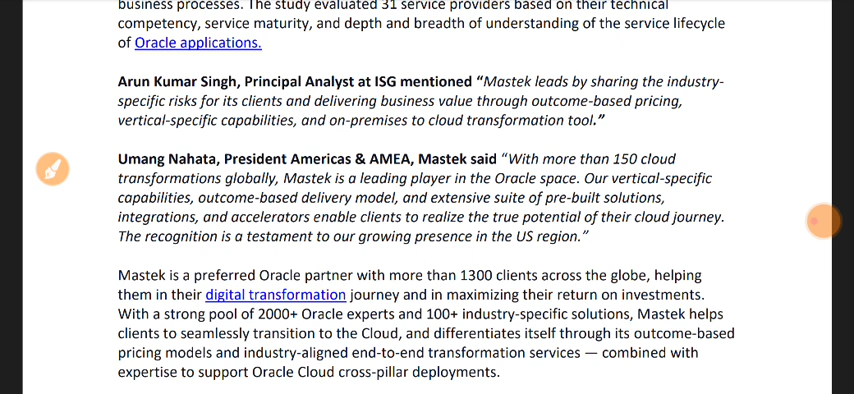 business processes. The study evaluated 31 service providers based on their technical
competency, service maturity, and depth and breadth of understanding of the service lifecycle
of Oracle applications.
Arun Kumar Singh, Principal Analyst at ISG mentioned “Mastek leads by sharing the industry-
specific risks for its clients and delivering business value through outcome-based pricing,
vertical-specific capabilities, and on-premises to cloud transformation tool.”
Umang Nahata, President Americas & AMEA, Mastek said “With more than 150 cloud
transformations globally, Mastek is a leading player in the Oracle space. Our vertical-specific
capabilities, outcome-based delivery model, and extensive suite of pre-built solutions,
integrations, and accelerators enable clients to realize the true potential of their cloud journey.
The recognition is a testament to our growing presence in the US region.”
Mastek is a preferred Oracle partner with more than 1300 clients across the globe, helping
them in their digital transformation journey and in maximizing their return on investments.
With a strong pool of 2000+ Oracle experts and 100+ industry-specific solutions, Mastek helps
clients to seamlessly transition to the Cloud, and differentiates itself through its outcome-based
pricing models and industry-aligned end-to-end transformation services — combined with
expertise to support Oracle Cloud cross-pillar deployments.